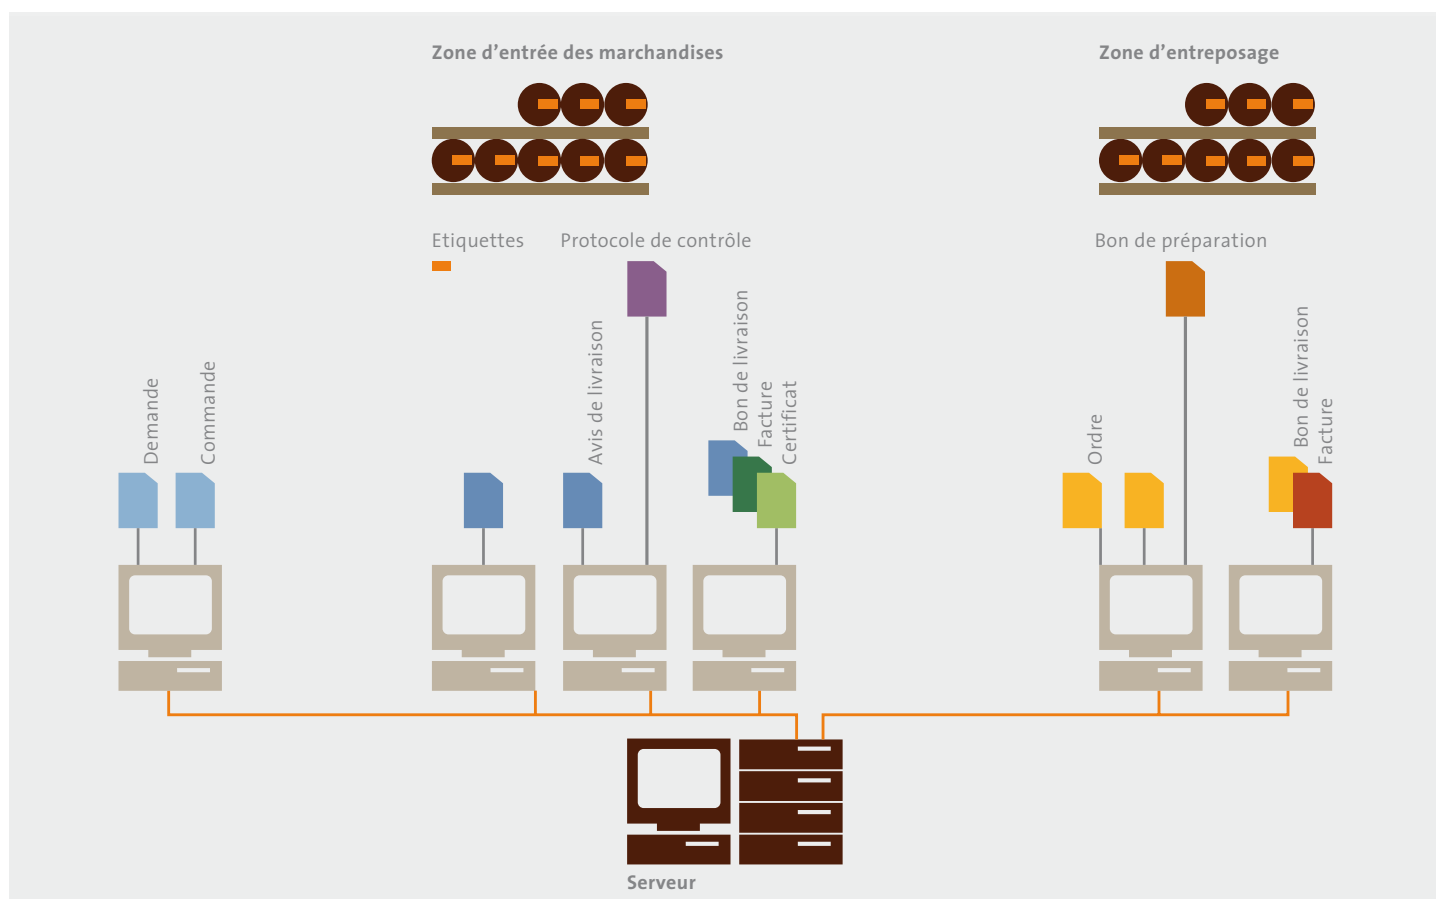 Zone d’entrée des marchandises
Zone d’entreposage
Etiquettes
Protocole de contrôle
Bon de préparation
Demande
Commande
Avis de livraison
Bon de livraison
Facture
Certificat
Ordre
Bon de livraison
Facture
Serveur